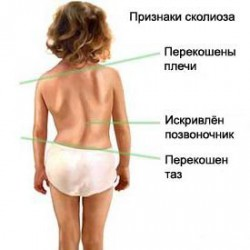 Признаки сколиоза
Перекошены
плечи
Искривлён
позвоночник
Перекошен
таз